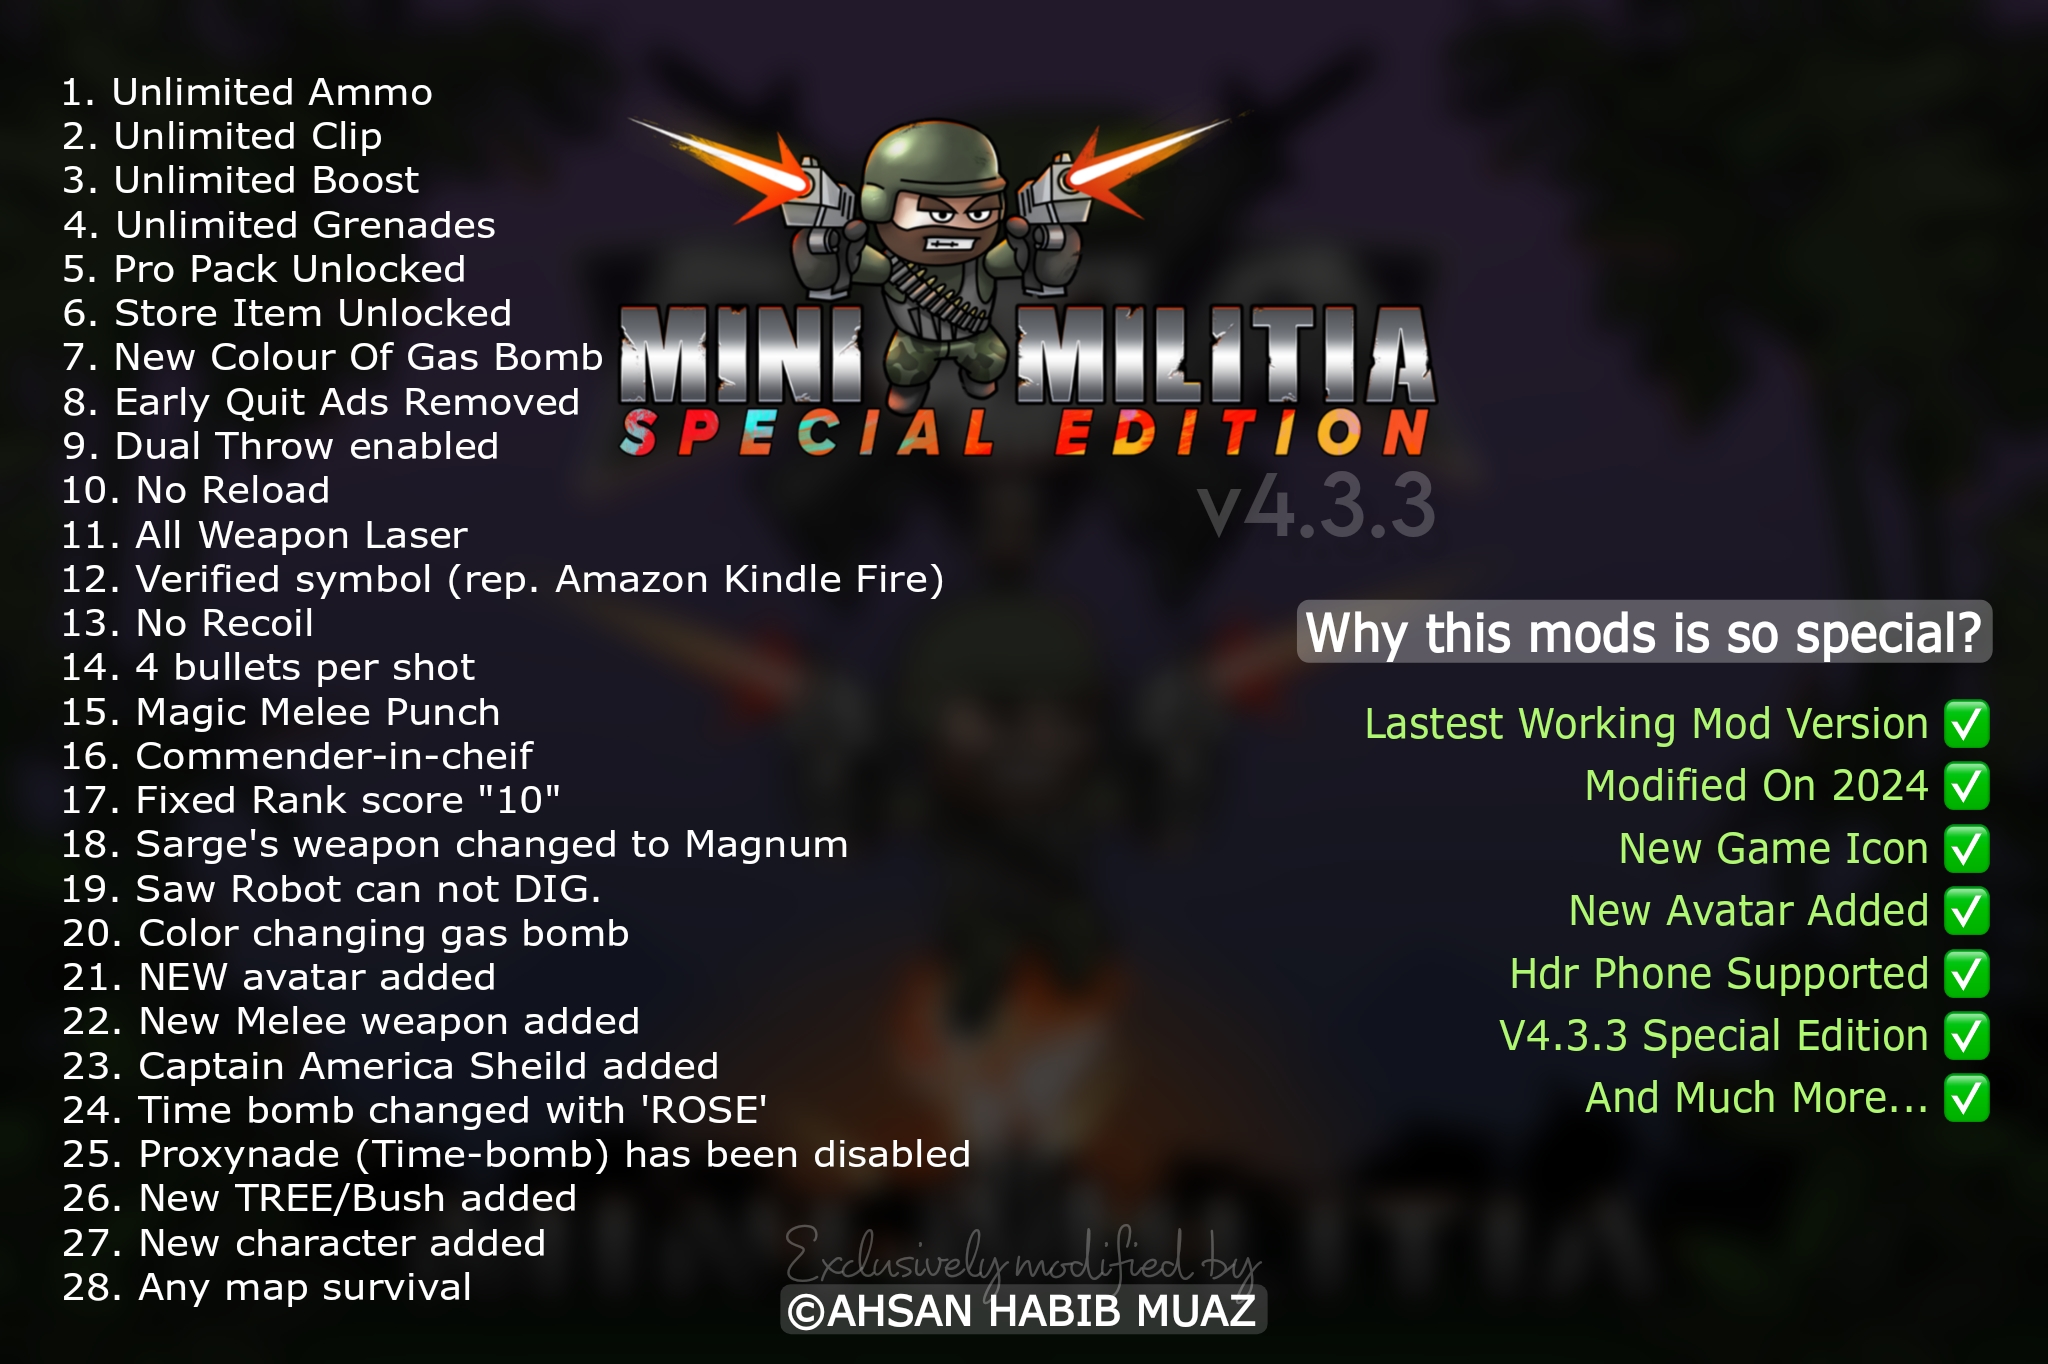 1. Unlimited Ammo
2. Unlimited Clip
3. Unlimited Boost
4. Unlimited Grenades
5. Pro Pack Unlocked
6. Store Item Unlocked
7. New Colour Of Gas Bomb
8. Early Quit Ads Removed
9. Dual Throw enabled
10. No Reload
11. All Weapon Laser
12. Verified symbol (rep. Amazon Kindle Fire)
13. No Recoil
14. 4 bullets per shot
15. Magic Melee Punch
16. Commender-in-cheif
17. Fixed Rank score "10"
18. Sarge's weapon changed to Magnum
19. Saw Robot can not DIG.
20. Color changing gas bomb
21. NEW avatar added
22. New Melee weapon added
23. Captain America Sheild added
24. Time bomb changed with 'ROSE'
25. Proxynade (Time-bomb) has been disabled
26. New TREE/Bush added
27. New character added
28. Any map survival
MINI MILITIA
SPECIAL EDITION
v4.3.3
Why this mods is so special?
Lastest Working Mod Version ✅
Modified On 2024 ✅
New Game Icon ✅
New Avatar Added ✅
Hdr Phone Supported ✅
V4.3.3 Special Edition ✅
And Much More... ✅
Exclusively modified by
©AHSAN HABIB MUAZ
MINI MILITIA